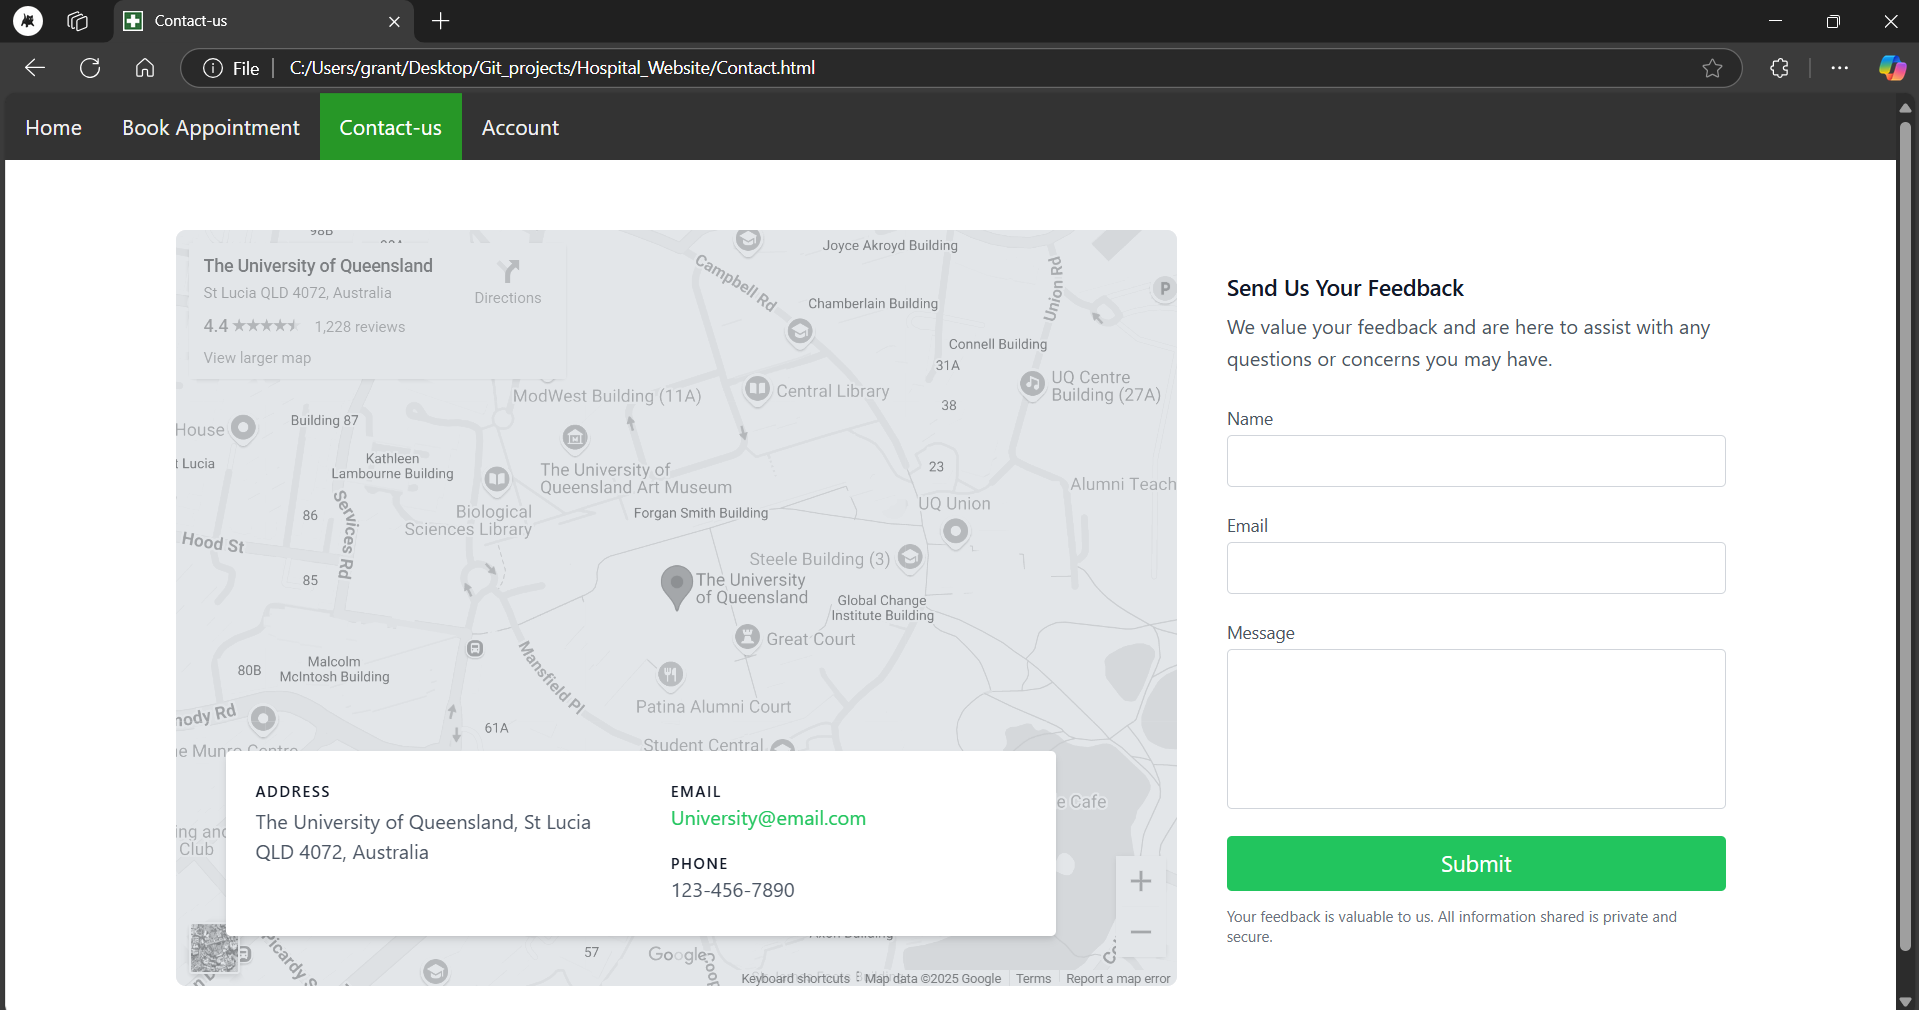 Contact-us
File
C:/Users/grant/Desktop/Git_projects/Hospital_Website/Contact.html
Home
Book Appointment
Contact-us
Account
98B
The University of Queensland
St Lucia QLD 4072, Australia
4.4
1,228 reviews
View larger map
Directions
Joyce Akroyd Building
Campbell Rd
Union Rd
P
Chamberlain Building
Connell Building
31A
UQ Centre
Building (27A)
ModWest Building (11A)
Central Library
38
House
Building 87
t Lucia
Kathleen
Lambourne Building
The University of
Queensland Art Museum
23
Alumni Teach
Services Rd
86
Biological
Sciences Library
Forgan Smith Building
UQ Union
Hood St
Steele Building (3)
85
The University
of Queensland
Global Change
Institute Building
Great Court
Mansfield Pl
80B
Malcolm
McIntosh Building
Patina Alumni Court
nody Rd
61A
Student Central
e Munro Centre
e Cafe
ing and
Club
ADDRESS
The University of Queensland, St Lucia
QLD 4072, Australia
EMAIL
University@email.com
PHONE
123-456-7890
57
Google
Keyboard shortcuts
Map data ©2025 Google
Terms
Report a map error
Send Us Your Feedback
We value your feedback and are here to assist with any
questions or concerns you may have.
Name
Email
Message
Submit
Your feedback is valuable to us. All information shared is private and
secure.